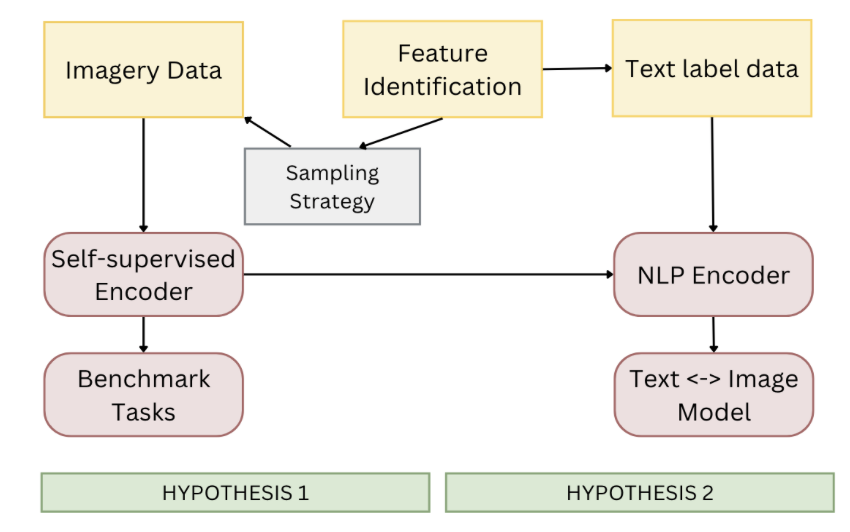 Imagery Data
Feature
Identification
Text label data
Sampling
Strategy
Self-supervised
Encoder
NLP Encoder
Benchmark
Tasks
Text <-> Image
Model
HYPOTHESIS 1
HYPOTHESIS 2